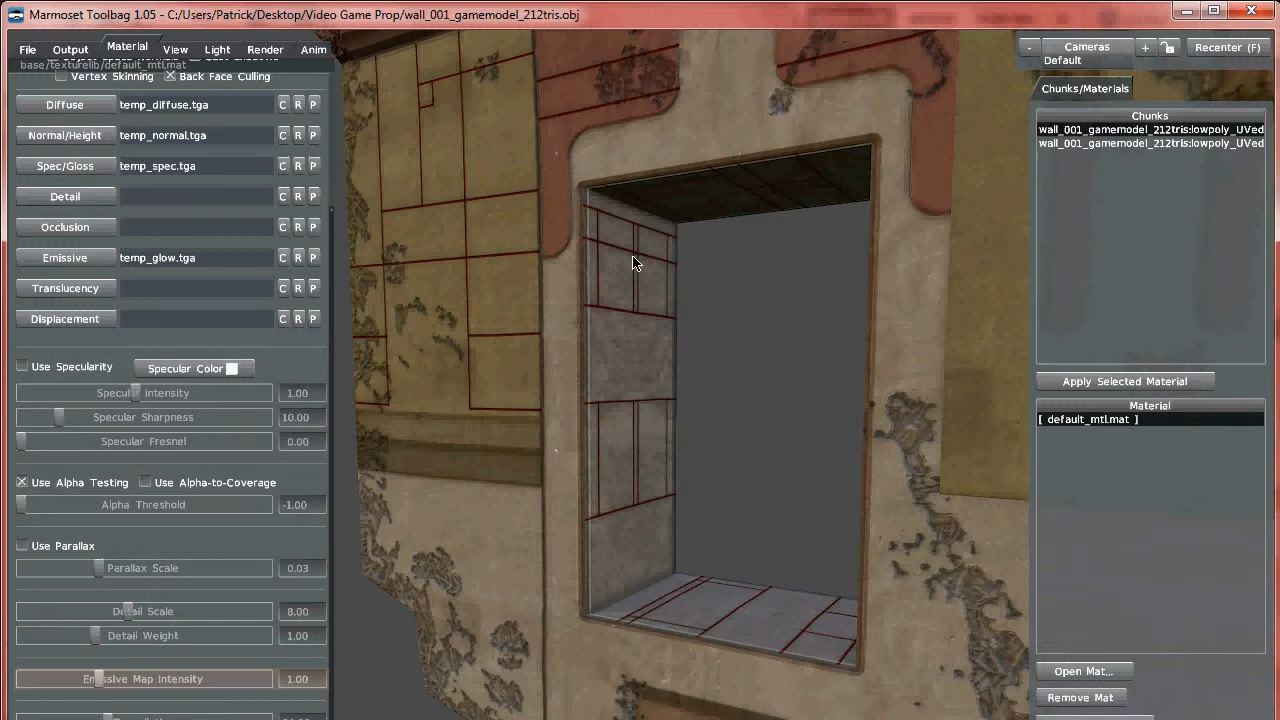 Marmoset Toolbag 1.05 - C:/Users/Patrick/Desktop/Video Game Prop/wall_001_gamemodel_212tris.obj
File Output Material View Light Render Anim
base/texturelib/default_mtl.mat
Vertex Skinning Back Face Culling
Diffuse temp_diffuse.tga C R P
Normal/Height temp_normal.tga C R P
Spec/Gloss temp_spec.tga C R P
Detail C R P
Occlusion C R P
Emissive temp_glow.tga C R P
Translucency C R P
Displacement C R P
Use Specularity Specular Color
Specular Intensity 1.00
Specular Sharpness 10.00
Specular Fresnel 0.00
Use Alpha Testing Use Alpha-to-Coverage
Alpha Threshold -1.00
Use Parallax
Parallax Scale 0.03
Detail Scale 8.00
Detail Weight 1.00
Emissive Map Intensity 1.00
- Cameras + Recenter (F)
Default
Chunks/Materials
Chunks
wall_001_gamemodel_212tris:lowpoly_UVed
wall_001_gamemodel_212tris:lowpoly_UVed
Apply Selected Material
Material
[ default_mtl.mat ]
Open Mat...
Remove Mat